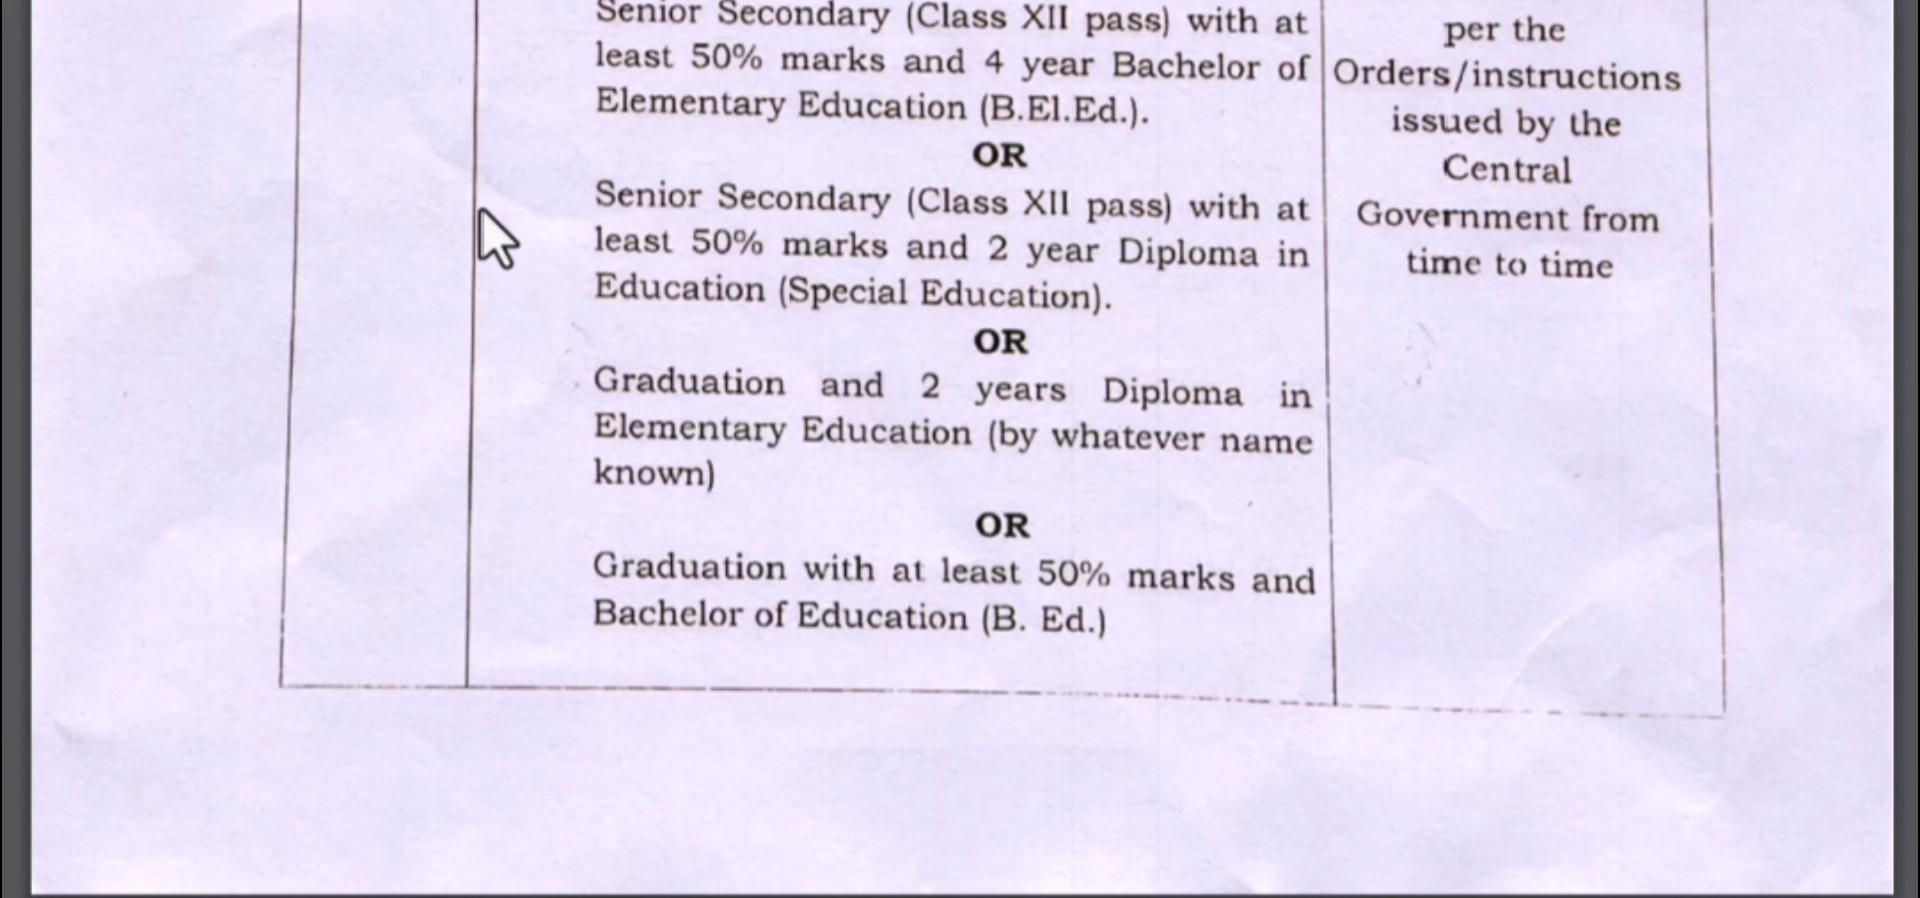 Senior Secondary (Class XII pass) with at
least 50% marks and 4 year Bachelor of
Elementary Education (B.El.Ed.).
OR
Senior Secondary (Class XII pass) with at
least 50% marks and 2 year Diploma in
Education (Special Education).
OR
Graduation and 2 years Diploma in
Elementary Education (by whatever name
known)
OR
Graduation with at least 50% marks and
Bachelor of Education (B. Ed.)
per the
Orders/instructions
issued by the
Central
Government from
time to time